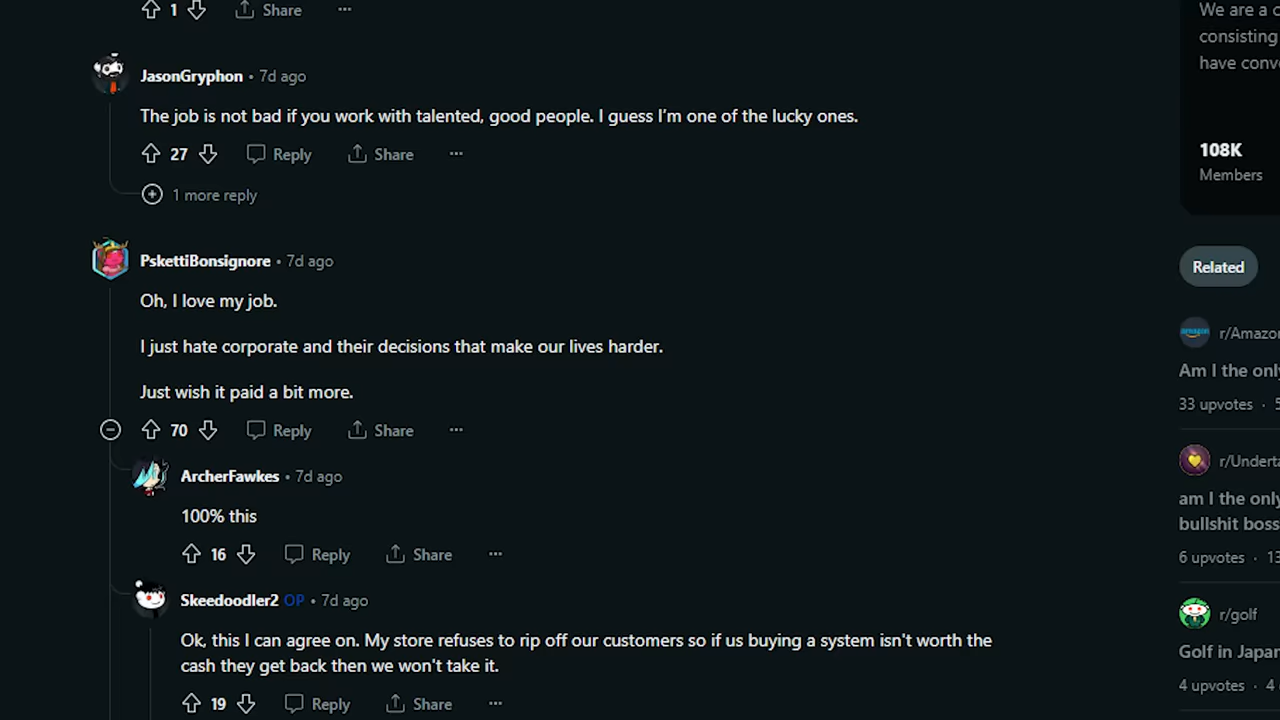 1 Share ...
We are a
consisting
have conv
JasonGryphon • 7d ago
The job is not bad if you work with talented, good people. I guess I'm one of the lucky ones.
27 Reply Share ...
1 more reply
108K
Members
PskettiBonsignore • 7d ago
Oh, I love my job.
I just hate corporate and their decisions that make our lives harder.
Just wish it paid a bit more.
70 Reply Share ...
ArcherFawkes • 7d ago
100% this
16 Reply Share ...
Skeedoodler2 OP • 7d ago
Ok, this I can agree on. My store refuses to rip off our customers so if us buying a system isn't worth the
cash they get back then we won't take it.
19 Reply Share ...
Related
amazon
r/Amazo
Am I the onl
33 upvotes · 5
r/Underta
am I the only
bullshit boss
6 upvotes · 13
r/golf
Golf in Japan
4 upvotes · 4